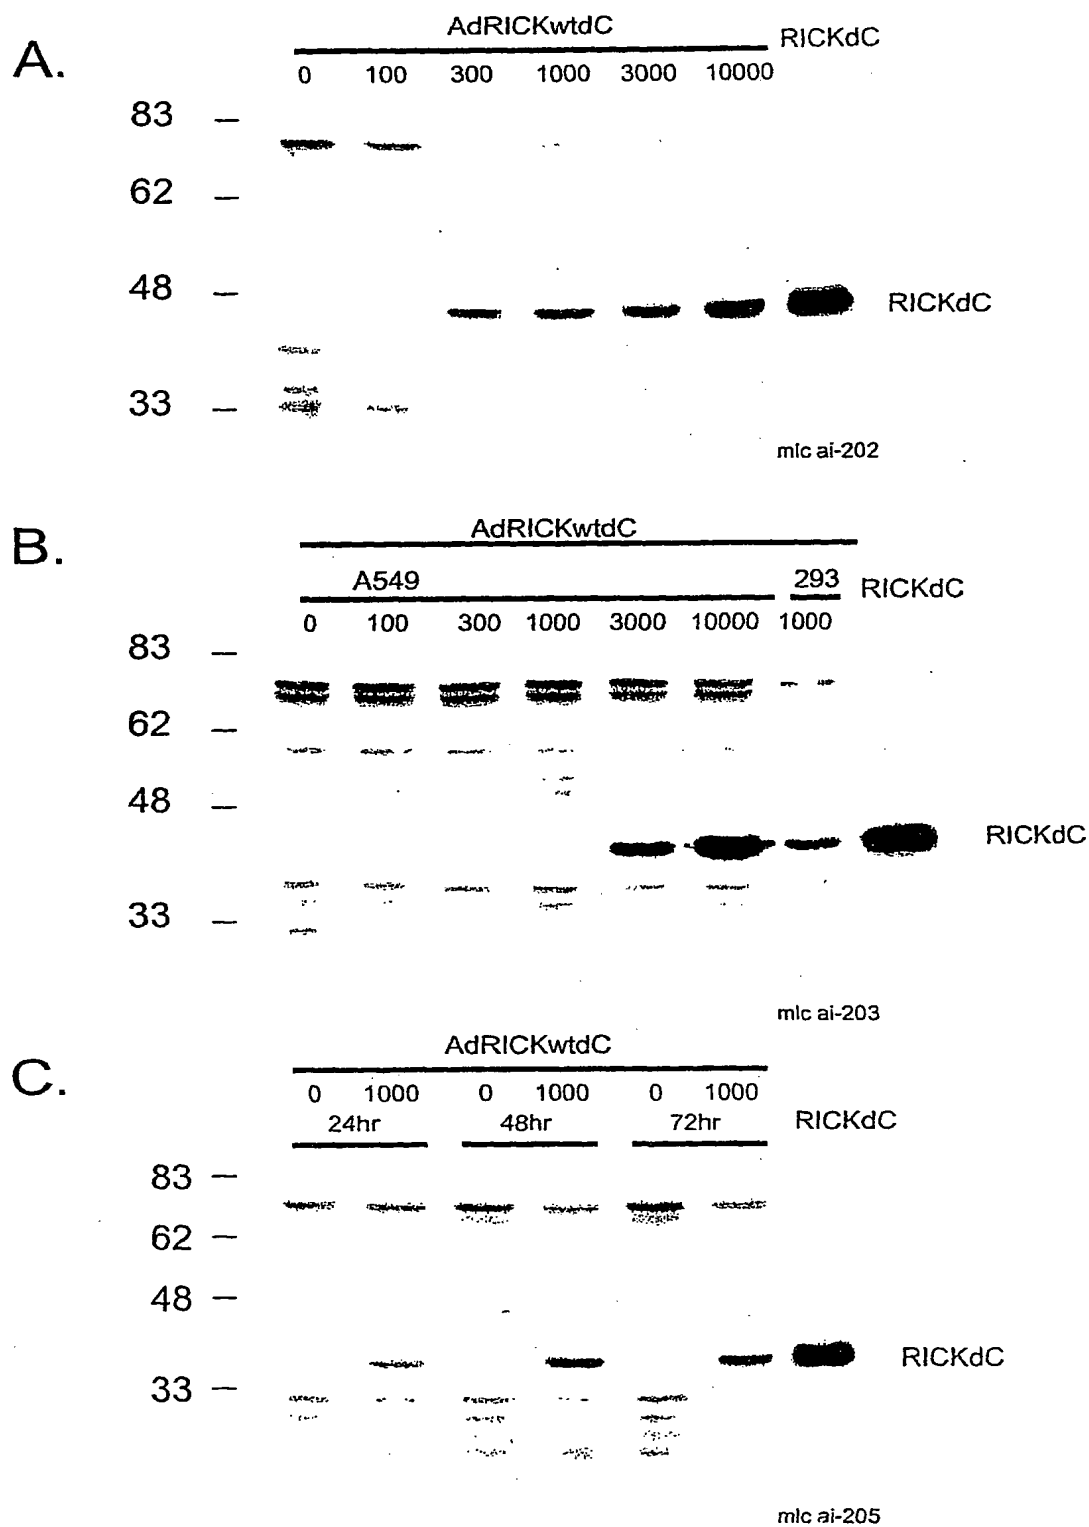 A.
AdRICKwtdC RICKdC
0 100 300 1000 3000 10000
83
62
48
RICKdC
33
mlc ai-202
B.
AdRICKwtdC
A549 293 RICKdC
0 100 300 1000 3000 10000 1000
83
62
48
RICKdC
33
mlc ai-203
C.
AdRICKwtdC
0 1000 0 1000 0 1000
24hr 48hr 72hr RICKdC
83
62
48
RICKdC
33
mlc ai-205